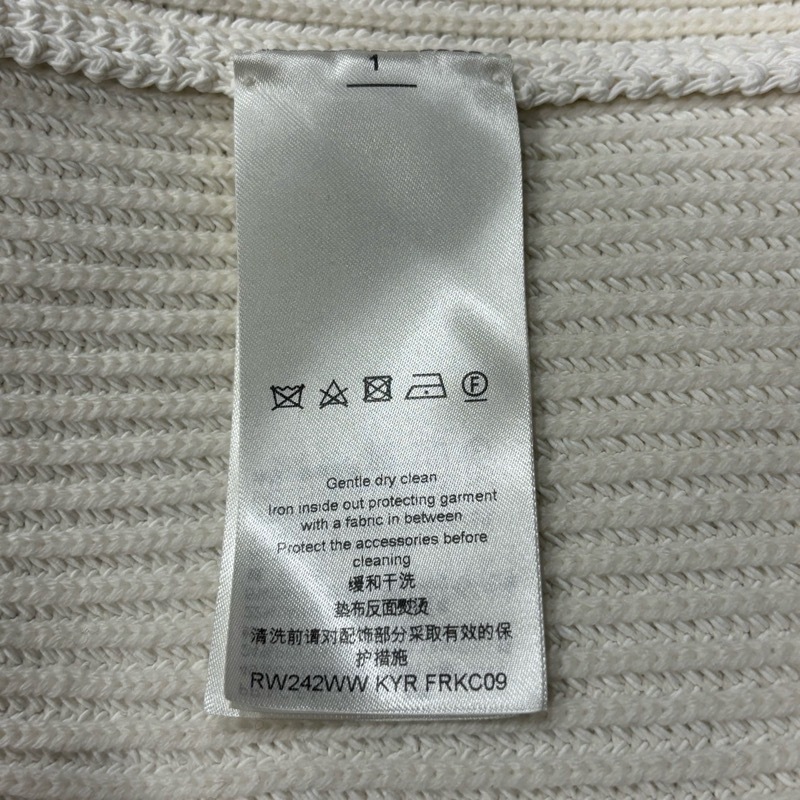 1
F
Gentle dry clean
Iron inside out protecting garment
with a fabric in between
Protect the accessories before
cleaning
缓和干洗
垫布反面熨烫
清洗前请对配饰部分采取有效的保
护措施
RW242WW KYR FRKC09